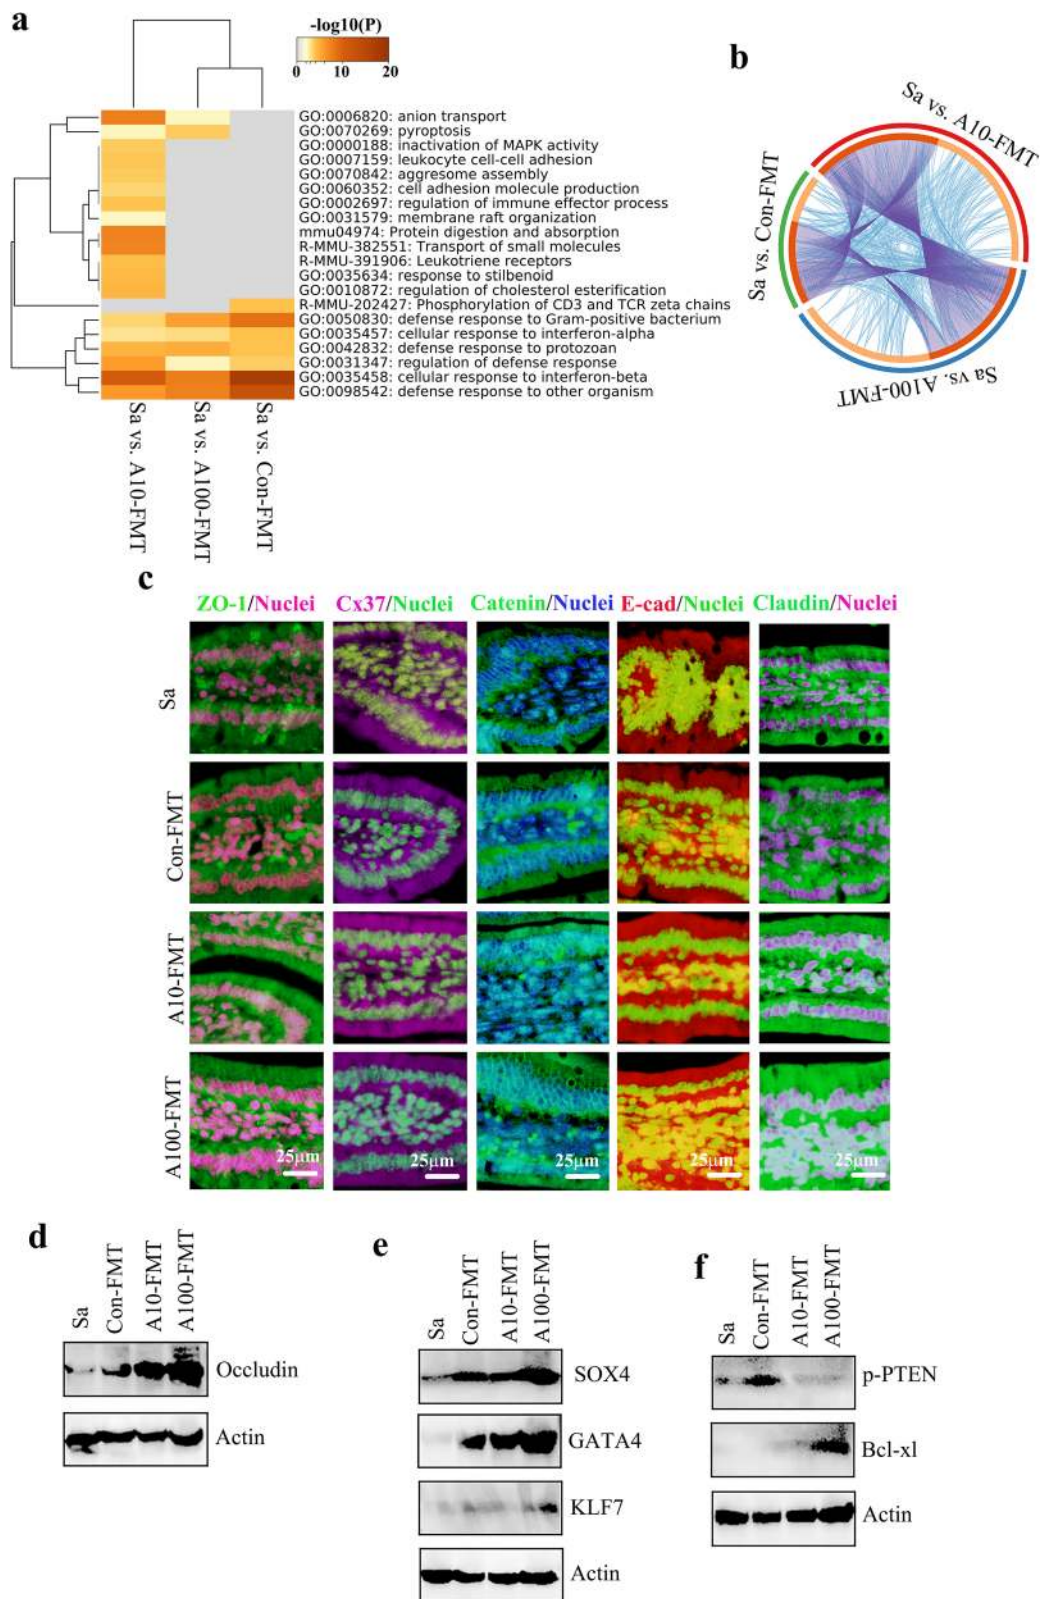 a
-log10(P)
0 10 20
GO:0006820: anion transport
GO:0070269: pyroptosis
GO:0000188: inactivation of MAPK activity
GO:0007159: leukocyte cell-cell adhesion
GO:0070842: aggresome assembly
GO:0060352: cell adhesion molecule production
GO:0002697: regulation of immune effector process
GO:0031579: membrane raft organization
mmu04974: Protein digestion and absorption
R-MMU-382551: Transport of small molecules
R-MMU-391906: Leukotriene receptors
GO:0035634: response to stilbenoid
GO:0010872: regulation of cholesterol esterification
R-MMU-202427: Phosphorylation of CD3 and TCR zeta chains
GO:0050830: defense response to Gram-positive bacterium
GO:0035457: cellular response to interferon-alpha
GO:0042832: defense response to protozoan
GO:0031347: regulation of defense response
GO:0035458: cellular response to interferon-beta
GO:0098542: defense response to other organism
Sa vs. A10-FMT
Sa vs. A100-FMT
Sa vs. Con-FMT
b
Sa vs. A10-FMT
Sa vs. Con-FMT
Sa vs. A100-FMT
c
ZO-1/Nuclei Cx37/Nuclei Catenin/Nuclei E-cad/Nuclei Claudin/Nuclei
Sa
Con-FMT
A10-FMT
A100-FMT
25μm 25μm 25μm 25μm 25μm
d
Sa Con-FMT A10-FMT A100-FMT
Occludin
Actin
e
Sa Con-FMT A10-FMT A100-FMT
SOX4
GATA4
KLF7
Actin
f
Sa Con-FMT A10-FMT A100-FMT
p-PTEN
Bcl-xl
Actin